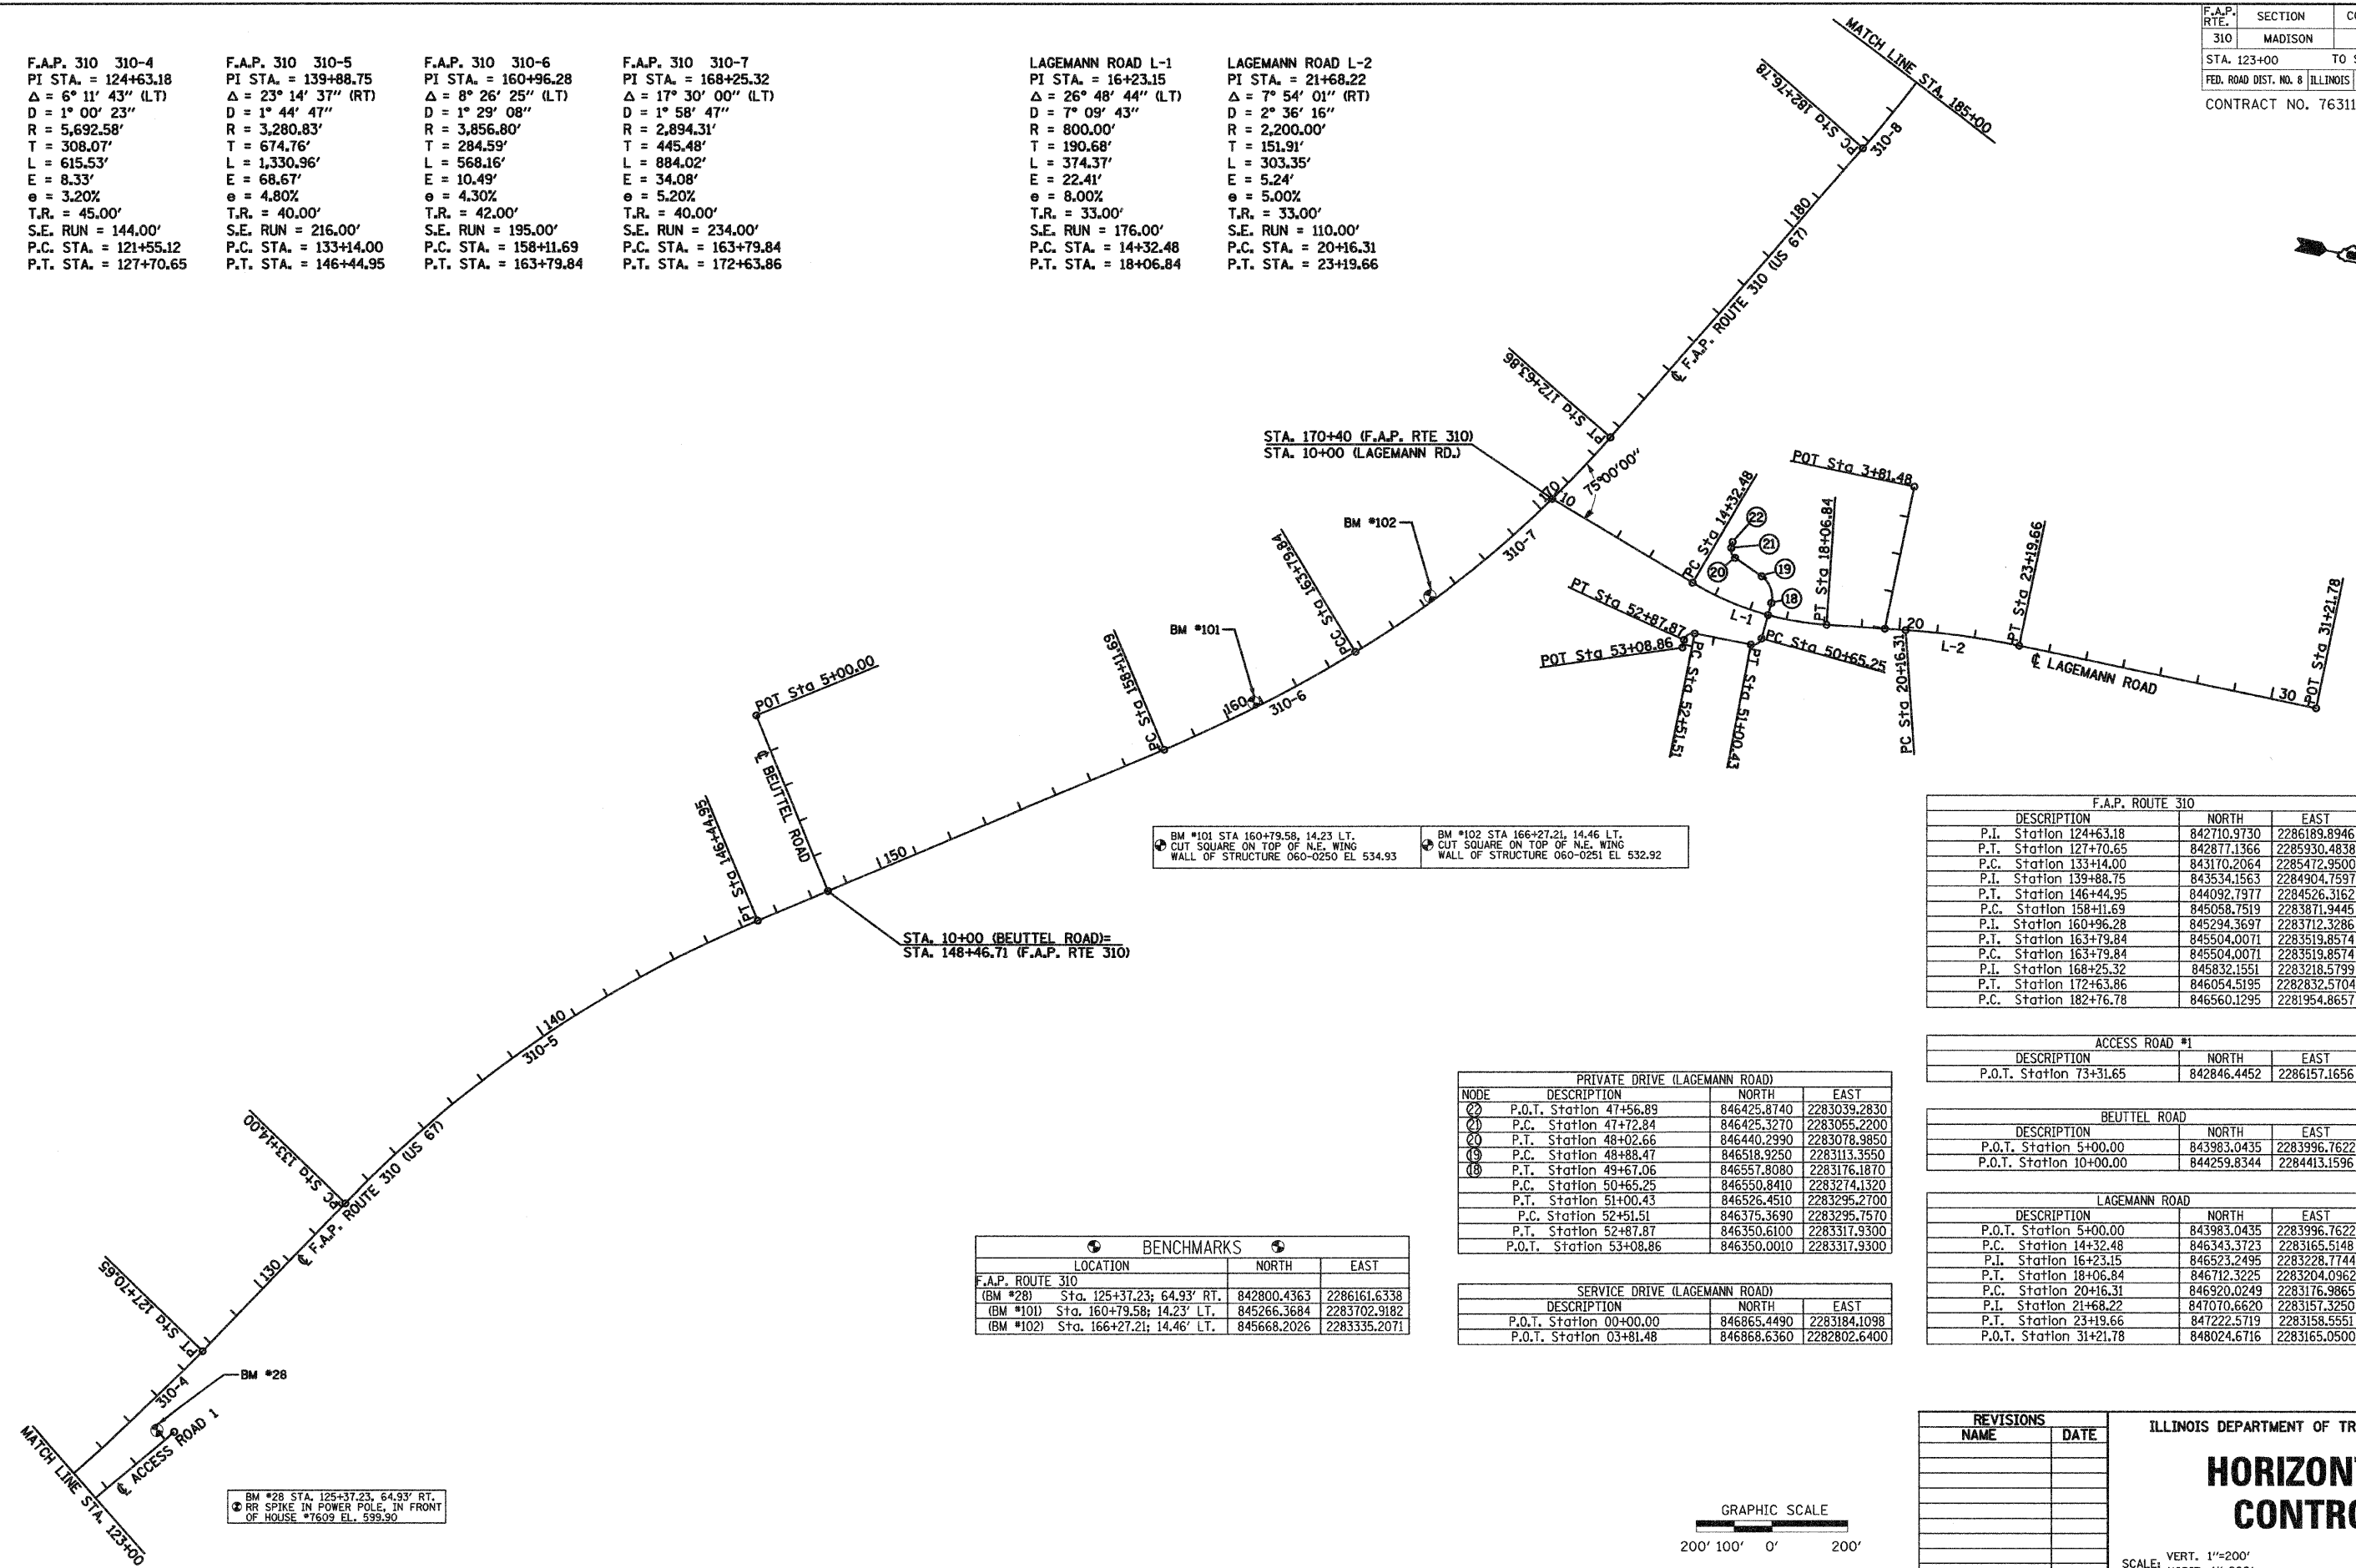 F.A.P. RTE. SECTION
310 MADISON
STA. 123+00 TO
FED. ROAD DIST. NO. 8 ILLINOIS
CONTRACT NO. 76311
F.A.P. 310 310-4
PI STA. = 124+63.18
Δ = 6° 11' 43" (LT)
D = 1° 00' 23"
R = 5,692.58'
T = 308.07'
L = 615.53'
E = 8.33'
e = 3.20%
T.R. = 45.00'
S.E. RUN = 144.00'
P.C. STA. = 121+55.12
P.T. STA. = 127+70.65
F.A.P. 310 310-5
PI STA. = 139+88.75
Δ = 23° 14' 37" (RT)
D = 1° 44' 47"
R = 3,280.83'
T = 674.76'
L = 1,330.96'
E = 68.67'
e = 4.80%
T.R. = 40.00'
S.E. RUN = 216.00'
P.C. STA. = 133+14.00
P.T. STA. = 146+44.95
F.A.P. 310 310-6
PI STA. = 160+96.28
Δ = 8° 26' 25" (LT)
D = 1° 29' 08"
R = 3,856.80'
T = 284.59'
L = 568.16'
E = 10.49'
e = 4.30%
T.R. = 42.00'
S.E. RUN = 195.00'
P.C. STA. = 158+11.69
P.T. STA. = 163+79.84
F.A.P. 310 310-7
PI STA. = 168+25.32
Δ = 17° 30' 00" (LT)
D = 1° 58' 47"
R = 2,894.31'
T = 445.48'
L = 884.02'
E = 34.08'
e = 5.20%
T.R. = 40.00'
S.E. RUN = 234.00'
P.C. STA. = 163+79.84
P.T. STA. = 172+63.86
LAGEMANN ROAD L-1
PI STA. = 16+23.15
Δ = 26° 48' 44" (LT)
D = 7° 09' 43"
R = 800.00'
T = 190.68'
L = 374.37'
E = 22.41'
e = 8.00%
T.R. = 33.00'
S.E. RUN = 176.00'
P.C. STA. = 14+32.48
P.T. STA. = 18+06.84
LAGEMANN ROAD L-2
PI STA. = 21+68.22
Δ = 7° 54' 01" (RT)
D = 2° 36' 16"
R = 2,200.00'
T = 151.91'
L = 303.35'
E = 5.24'
e = 5.00%
T.R. = 33.00'
S.E. RUN = 110.00'
P.C. STA. = 20+16.31
P.T. STA. = 23+19.66
MATCH LINE STA. 185+00
PC Sta 182+76.78
310-8
180
℄ F.A.P. ROUTE 310 (US 67)
PT Sta 172+63.86
STA. 170+40 (F.A.P. RTE 310)
STA. 10+00 (LAGEMANN RD.)
170
10
75°00'00"
BM #102
310-7
PCC Sta 163+79.84
BM #101
160
310-6
PC Sta 158+11.69
PC Sta 14+32.48
22
21
20
19
18
POT Sta 3+81.48
PT Sta 18+06.84
PT Sta 23+19.66
POT Sta 31+21.78
PT Sta 52+87.87
POT Sta 53+08.86
PC Sta 52+51.51
PT Sta 51+00.43
PC Sta 50+65.25
L-1
20
L-2
PC Sta 20+16.31
℄ LAGEMANN ROAD
30
POT Sta 5+00.00
℄ BEUTTEL ROAD
PT Sta 146+44.95
150
STA. 10+00 (BEUTTEL ROAD)=
STA. 148+46.71 (F.A.P. RTE 310)
BM #101 STA 160+79.58, 14.23 LT.
CUT SQUARE ON TOP OF N.E. WING
WALL OF STRUCTURE 060-0250 EL 534.93
BM #102 STA 166+27.21, 14.46 LT.
CUT SQUARE ON TOP OF N.E. WING
WALL OF STRUCTURE 060-0251 EL 532.92
140
310-5
PC Sta 133+14.00
℄ F.A.P. ROUTE 310 (US 67)
130
PT Sta 127+70.65
310-4
BM #28
℄ ACCESS ROAD 1
MATCH LINE STA. 123+00
BM #28 STA. 125+37.23, 64.93' RT.
RR SPIKE IN POWER POLE, IN FRONT
OF HOUSE #7609 EL. 599.90
F.A.P. ROUTE 310
DESCRIPTION NORTH EAST
P.I. Station 124+63.18 842710.9730 2286189.8946
P.T. Station 127+70.65 842877.1366 2285930.4838
P.C. Station 133+14.00 843170.2064 2285472.9500
P.I. Station 139+88.75 843534.1563 2284904.7597
P.T. Station 146+44.95 844092.7977 2284526.3162
P.C. Station 158+11.69 845058.7519 2283871.9445
P.I. Station 160+96.28 845294.3697 2283712.3286
P.T. Station 163+79.84 845504.0071 2283519.8574
P.C. Station 163+79.84 845504.0071 2283519.8574
P.I. Station 168+25.32 845832.1551 2283218.5799
P.T. Station 172+63.86 846054.5195 2282832.5704
P.C. Station 182+76.78 846560.1295 2281954.8657
ACCESS ROAD #1
DESCRIPTION NORTH EAST
P.O.T. Station 73+31.65 842846.4452 2286157.1656
BEUTTEL ROAD
DESCRIPTION NORTH EAST
P.O.T. Station 5+00.00 843983.0435 2283996.7622
P.O.T. Station 10+00.00 844259.8344 2284413.1596
LAGEMANN ROAD
DESCRIPTION NORTH EAST
P.O.T. Station 5+00.00 843983.0435 2283996.7622
P.C. Station 14+32.48 846343.3723 2283165.5148
P.I. Station 16+23.15 846523.2495 2283228.7744
P.T. Station 18+06.84 846712.3225 2283204.0962
P.C. Station 20+16.31 846920.0249 2283176.9865
P.I. Station 21+68.22 847070.6620 2283157.3250
P.T. Station 23+19.66 847222.5719 2283158.5551
P.O.T. Station 31+21.78 848024.6716 2283165.0500
PRIVATE DRIVE (LAGEMANN ROAD)
NODE DESCRIPTION NORTH EAST
22 P.O.T. Station 47+56.89 846425.8740 2283039.2830
21 P.C. Station 47+72.84 846425.3270 2283055.2200
20 P.T. Station 48+02.66 846440.2990 2283078.9850
19 P.C. Station 48+88.47 846518.9250 2283113.3550
18 P.T. Station 49+67.06 846557.8080 2283176.1870
P.C. Station 50+65.25 846550.8410 2283274.1320
P.T. Station 51+00.43 846526.4510 2283295.2700
P.C. Station 52+51.51 846375.3690 2283295.7570
P.T. Station 52+87.87 846350.6100 2283317.9300
P.O.T. Station 53+08.86 846350.0010 2283317.9300
SERVICE DRIVE (LAGEMANN ROAD)
DESCRIPTION NORTH EAST
P.O.T. Station 00+00.00 846865.4490 2283184.1098
P.O.T. Station 03+81.48 846868.6360 2282802.6400
BENCHMARKS
LOCATION NORTH EAST
F.A.P. ROUTE 310
(BM #28) Sta. 125+37.23; 64.93' RT. 842800.4363 2286161.6338
(BM #101) Sta. 160+79.58; 14.23' LT. 845266.3684 2283702.9182
(BM #102) Sta. 166+27.21; 14.46' LT. 845668.2026 2283335.2071
GRAPHIC SCALE
200' 100' 0' 200'
REVISIONS
NAME DATE
ILLINOIS DEPARTMENT OF TR
HORIZON
CONTRO
SCALE: VERT. 1"=200'